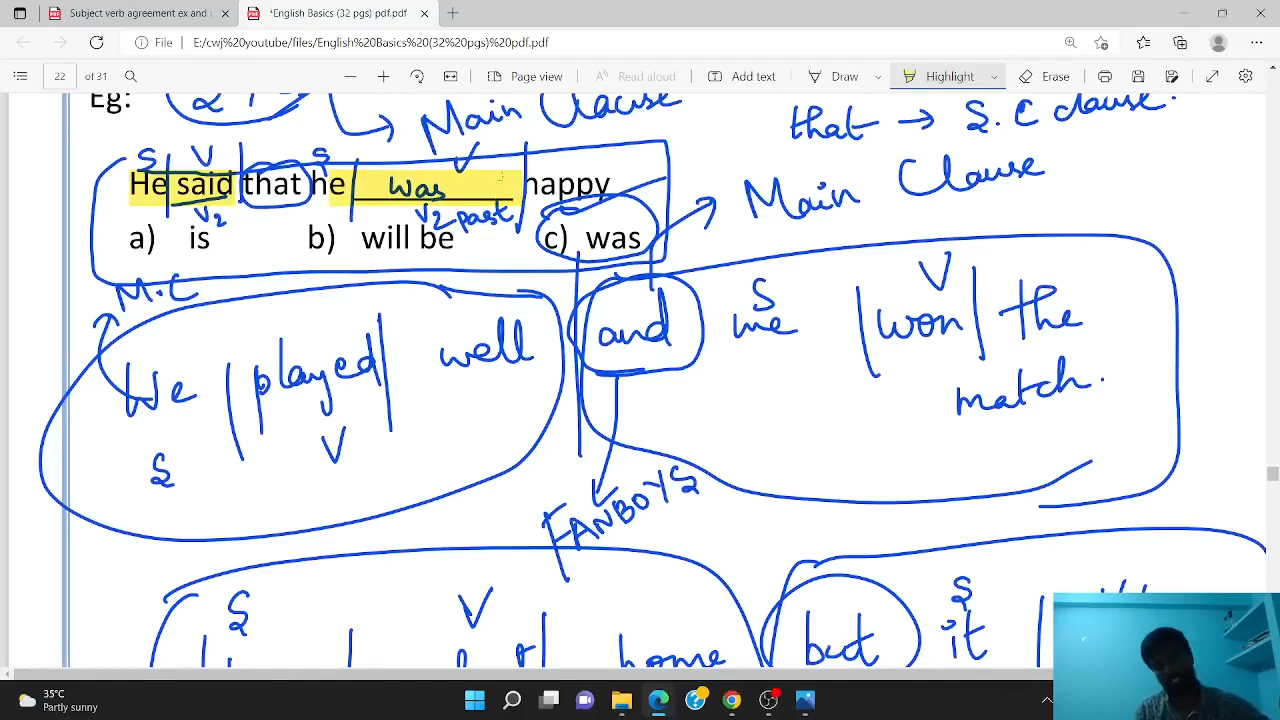 Subject verb agreement ex and
*English Basics (32 pgs) pdf.pdf
File
E:/cwj%20youtube/files/English%20Basics%20(32%20pgs)%20pdf.pdf
22 of 31
Page view
Read aloud
Add text
Draw
Highlight
Erase
Eg:
Main Clause
that → S.C clause.
Main Clause
S V S
He said that he was happy
V2 V2 past
a) is b) will be c) was
M.C
We played well and we won the
match.
S V S V
FANBOYS
S V S
home but it
35°C
Partly sunny